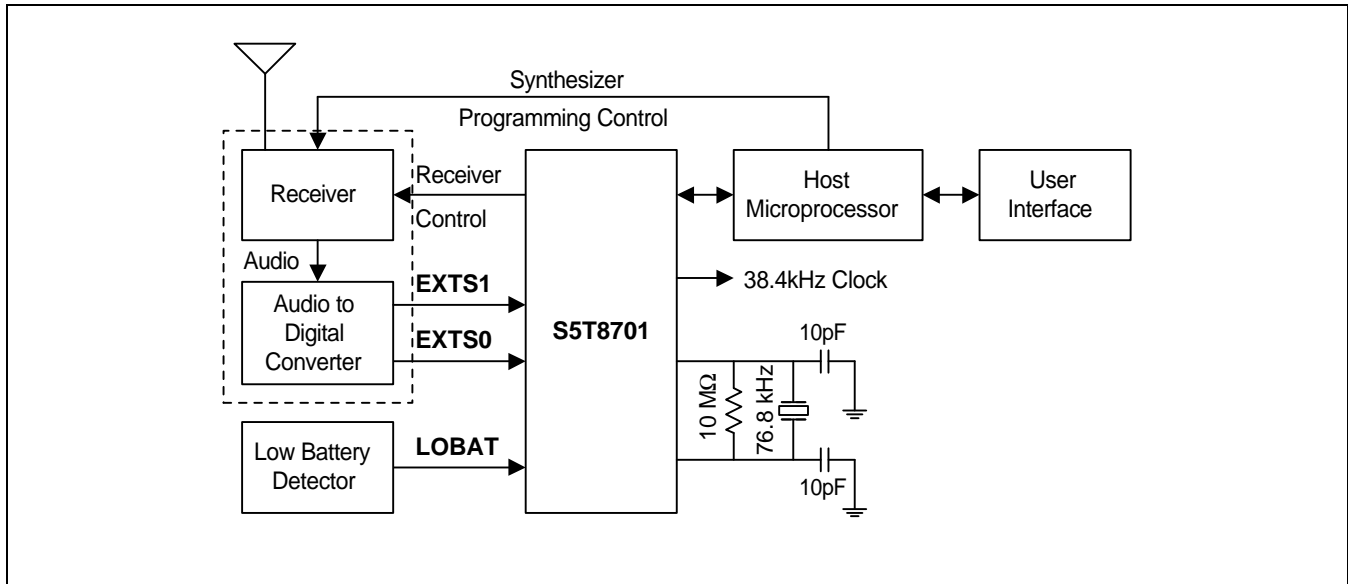 Synthesizer
Programming Control
Receiver
Receiver
Control
Host
Microprocessor
User
Interface
Audio
Audio to
Digital
Converter
EXTS1
EXTS0
S5T8701
38.4kHz Clock
10pF
10 MΩ
76.8 kHz
10pF
Low Battery
Detector
LOBAT